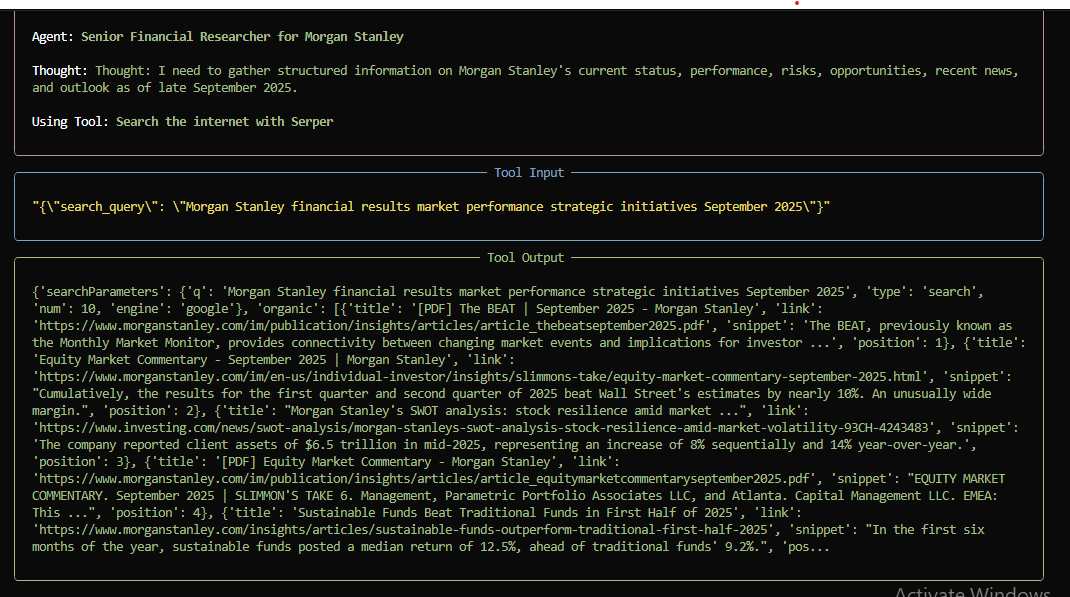 Agent: Senior Financial Researcher for Morgan Stanley
Thought: Thought: I need to gather structured information on Morgan Stanley's current status, performance, risks, opportunities, recent news,
and outlook as of late September 2025.
Using Tool: Search the internet with Serper
Tool Input
"{\"search_query\": \"Morgan Stanley financial results market performance strategic initiatives September 2025\"}"
Tool Output
{'searchParameters': {'q': 'Morgan Stanley financial results market performance strategic initiatives September 2025', 'type': 'search',
'num': 10, 'engine': 'google'}, 'organic': [{'title': '[PDF] The BEAT | September 2025 - Morgan Stanley', 'link':
'https://www.morganstanley.com/im/publication/insights/articles/article_thebeatseptember2025.pdf', 'snippet': 'The BEAT, previously known as
the Monthly Market Monitor, provides connectivity between changing market events and implications for investor ...', 'position': 1}, {'title':
'Equity Market Commentary - September 2025 | Morgan Stanley', 'link':
'https://www.morganstanley.com/im/en-us/individual-investor/insights/slimmons-take/equity-market-commentary-september-2025.html', 'snippet':
"Cumulatively, the results for the first quarter and second quarter of 2025 beat Wall Street's estimates by nearly 10%. An unusually wide
margin.", 'position': 2}, {'title': "Morgan Stanley's SWOT analysis: stock resilience amid market ...", 'link':
'https://www.investing.com/news/swot-analysis/morgan-stanleys-swot-analysis-stock-resilience-amid-market-volatility-93CH-4243483', 'snippet':
'The company reported client assets of $6.5 trillion in mid-2025, representing an increase of 8% sequentially and 14% year-over-year.',
'position': 3}, {'title': '[PDF] Equity Market Commentary - Morgan Stanley', 'link':
'https://www.morganstanley.com/im/publication/insights/articles/article_equitymarketcommentaryseptember2025.pdf', 'snippet': "EQUITY MARKET
COMMENTARY. September 2025 | SLIMMON'S TAKE 6. Management, Parametric Portfolio Associates LLC, and Atlanta. Capital Management LLC. EMEA:
This ...", 'position': 4}, {'title': 'Sustainable Funds Beat Traditional Funds in First Half of 2025', 'link':
'https://www.morganstanley.com/insights/articles/sustainable-funds-outperform-traditional-first-half-2025', 'snippet': "In the first six
months of the year, sustainable funds posted a median return of 12.5%, ahead of traditional funds' 9.2%.", 'pos...
Activate Windows